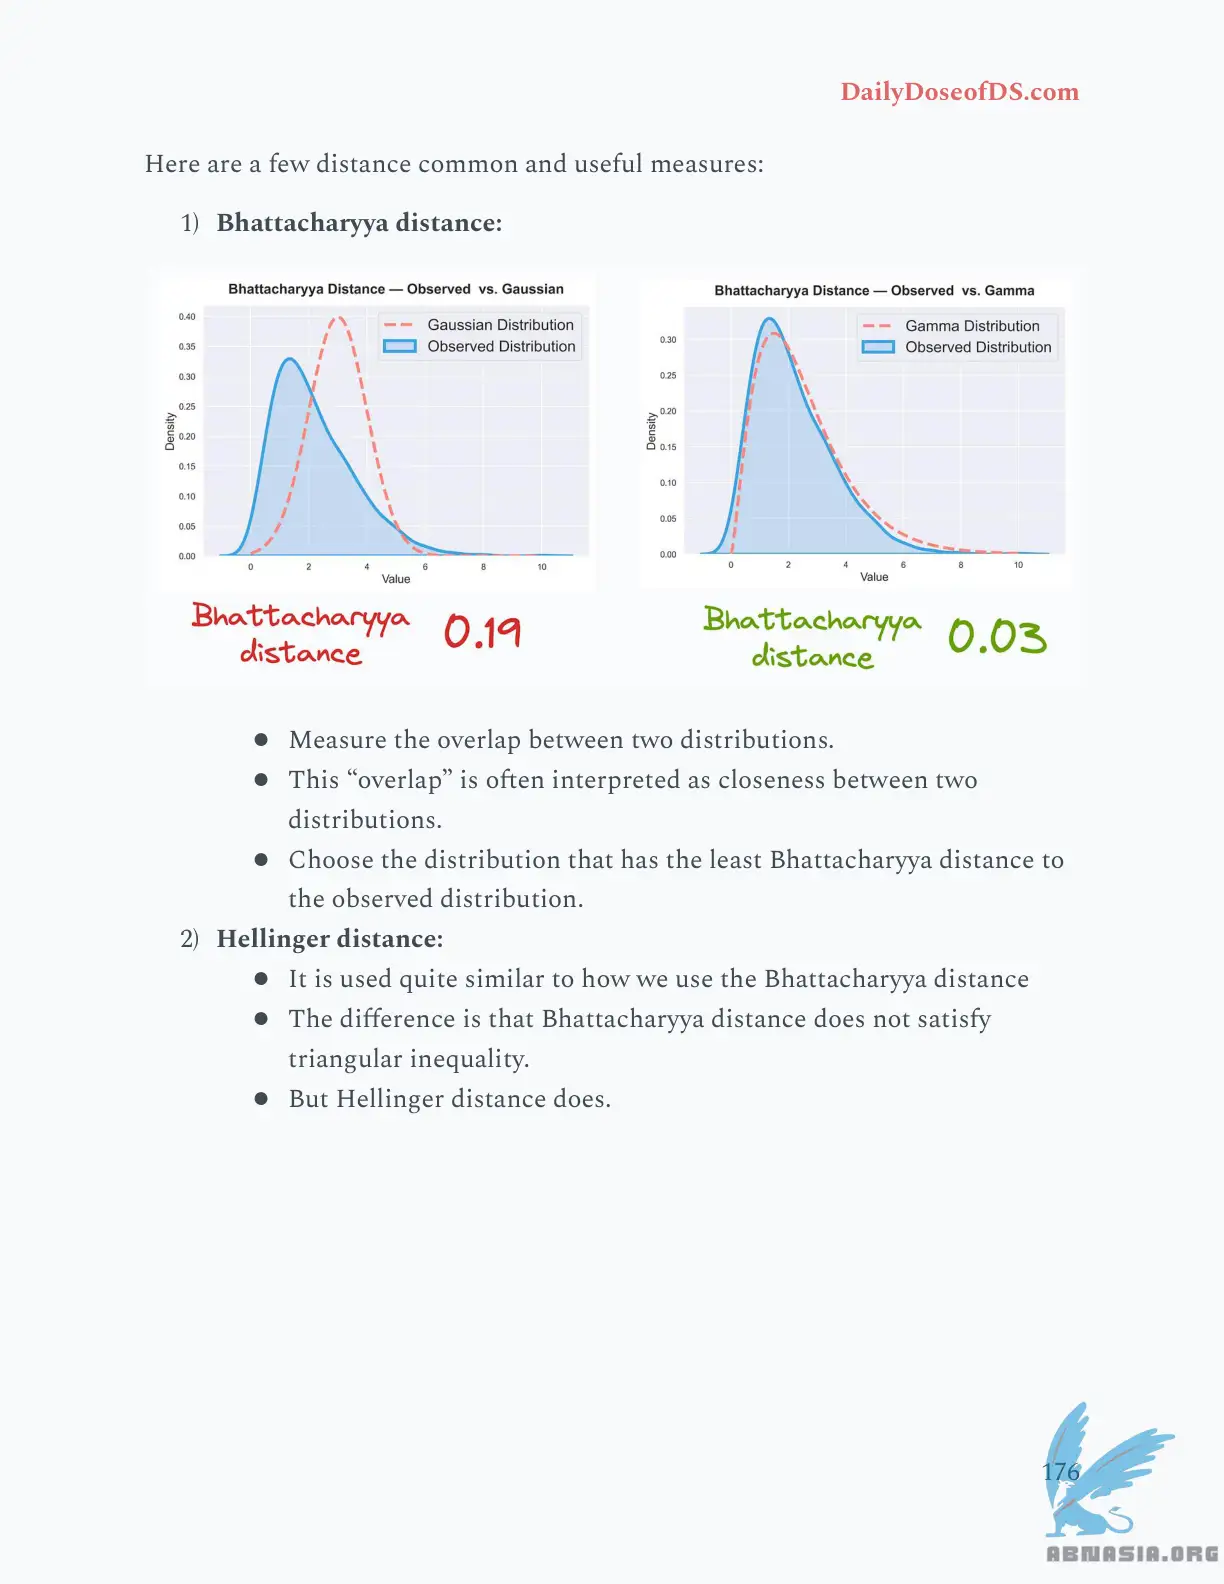 DailyDoseofDS.com
Here are a few distance common and useful measures:
1) Bhattacharyya distance:
Bhattacharyya Distance — Observed vs. Gaussian
Gaussian Distribution
Observed Distribution
0.40
0.35
0.30
0.25
0.20
0.15
0.10
0.05
0.00
Density
0 2 4 6 8 10
Value
Bhattacharyya
distance
0.19
Bhattacharyya Distance — Observed vs. Gamma
Gamma Distribution
Observed Distribution
0.30
0.25
0.20
0.15
0.10
0.05
0.00
Density
0 2 4 6 8 10
Value
Bhattacharyya
distance
0.03
● Measure the overlap between two distributions.
● This “overlap” is often interpreted as closeness between two
distributions.
● Choose the distribution that has the least Bhattacharyya distance to
the observed distribution.
2) Hellinger distance:
● It is used quite similar to how we use the Bhattacharyya distance
● The difference is that Bhattacharyya distance does not satisfy
triangular inequality.
● But Hellinger distance does.
176
ABNASIA.ORG